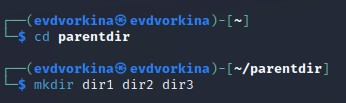 ┌──(evdvorkina㉿evdvorkina)-[~]
└─$ cd parentdir
┌──(evdvorkina㉿evdvorkina)-[~/parentdir]
└─$ mkdir dir1 dir2 dir3